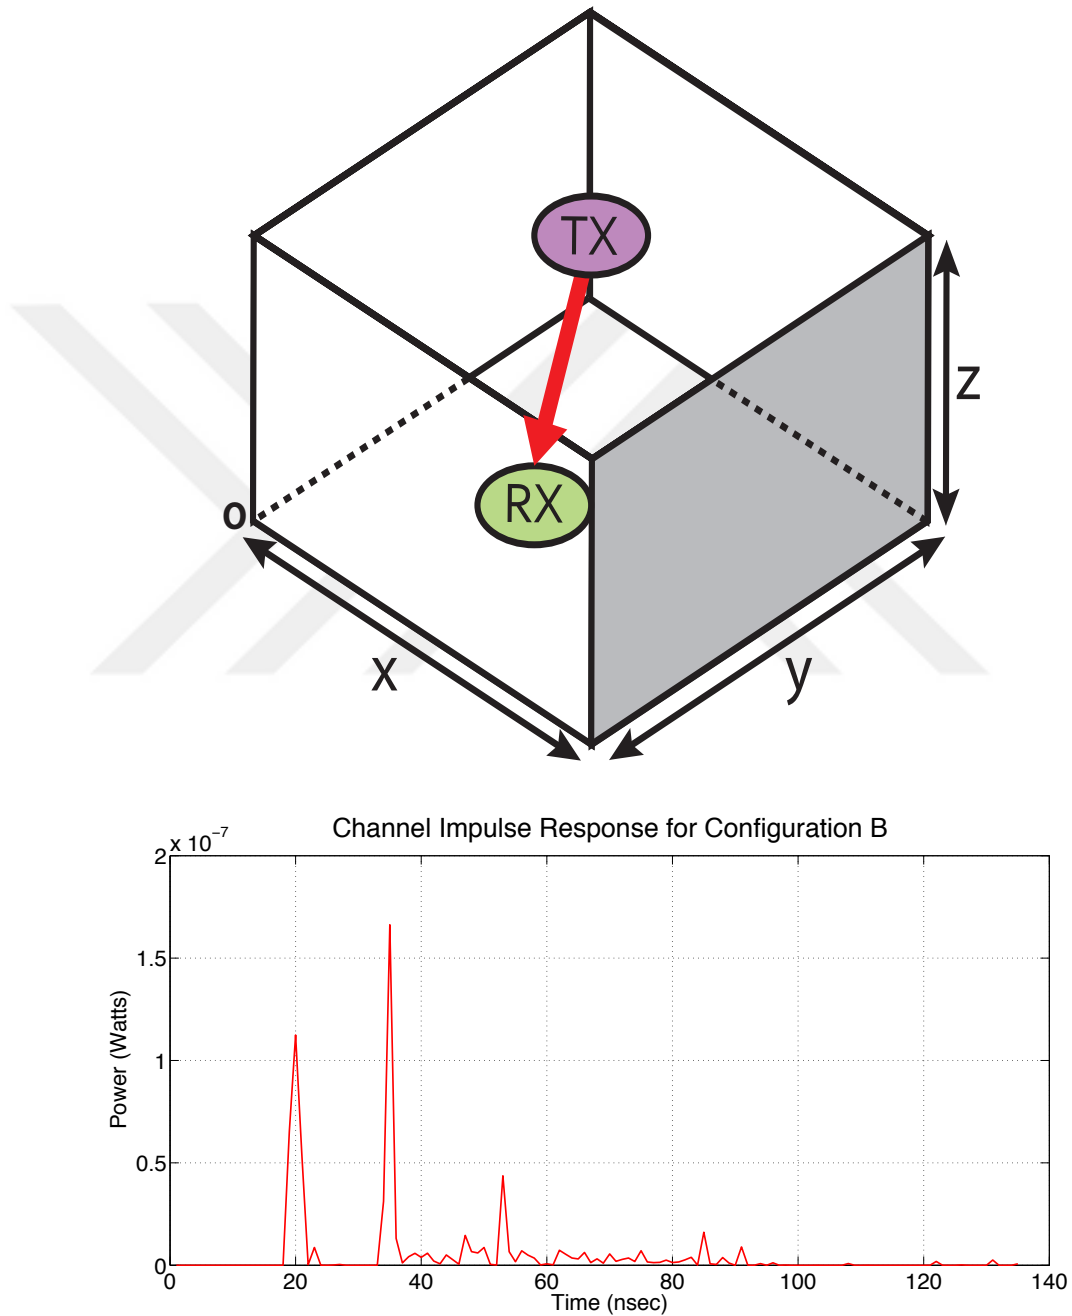 TX
z
RX
o
x
y
Channel Impulse Response for Configuration B
x 10⁻⁷
2
1.5
1
0.5
0
Power (Watts)
0 20 40 60 80 100 120 140
Time (nsec)